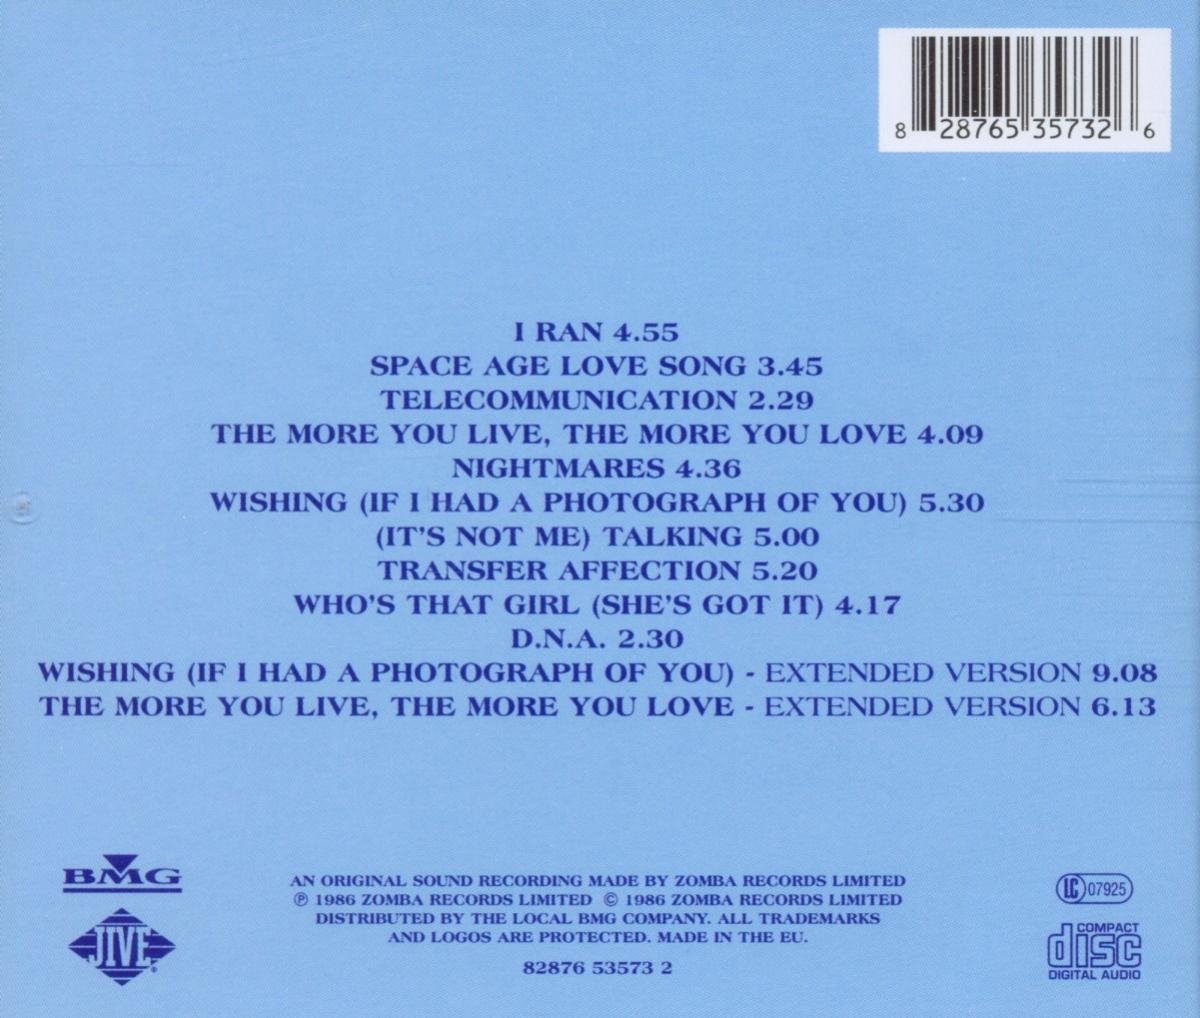 8 28765 35732 6
I RAN 4.55
SPACE AGE LOVE SONG 3.45
TELECOMMUNICATION 2.29
THE MORE YOU LIVE, THE MORE YOU LOVE 4.09
NIGHTMARES 4.36
WISHING (IF I HAD A PHOTOGRAPH OF YOU) 5.30
(IT'S NOT ME) TALKING 5.00
TRANSFER AFFECTION 5.20
WHO'S THAT GIRL (SHE'S GOT IT) 4.17
D.N.A. 2.30
WISHING (IF I HAD A PHOTOGRAPH OF YOU) - EXTENDED VERSION 9.08
THE MORE YOU LIVE, THE MORE YOU LOVE - EXTENDED VERSION 6.13
BMG
JIVE®
AN ORIGINAL SOUND RECORDING MADE BY ZOMBA RECORDS LIMITED
℗ 1986 ZOMBA RECORDS LIMITED © 1986 ZOMBA RECORDS LIMITED
DISTRIBUTED BY THE LOCAL BMG COMPANY. ALL TRADEMARKS
AND LOGOS ARE PROTECTED. MADE IN THE EU.
82876 53573 2
LC 07925
COMPACT
disc
DIGITAL AUDIO